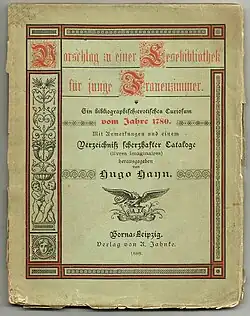 Vorschlag zu einer Lesebibliothek
für junge Frauenzimmer.
Ein bibliographisch-erotisches Curiosum
vom Jahre 1780.
Mit Anmerkungen und einem
Verzeichniß scherzhafter Cataloge
(livres imaginaires)
herausgegeben
von
Hugo Hayn.
Borna-Leipzig.
Verlag von A. Jahnke.
1889.